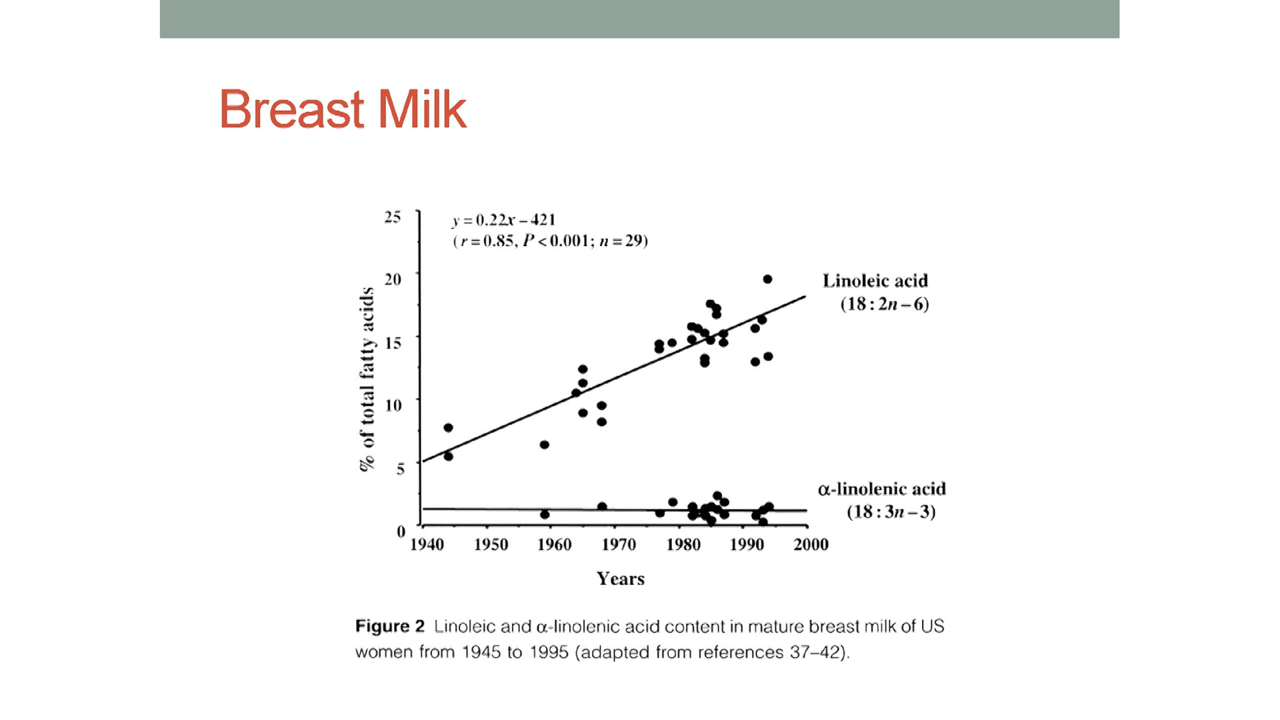 Breast Milk
y = 0.22x – 421
(r = 0.85, P < 0.001; n = 29)
25
20
15
10
5
0
% of total fatty acids
Linoleic acid
(18 : 2n – 6)
α-linolenic acid
(18 : 3n – 3)
1940 1950 1960 1970 1980 1990 2000
Years
Figure 2 Linoleic and α-linolenic acid content in mature breast milk of US
women from 1945 to 1995 (adapted from references 37–42).